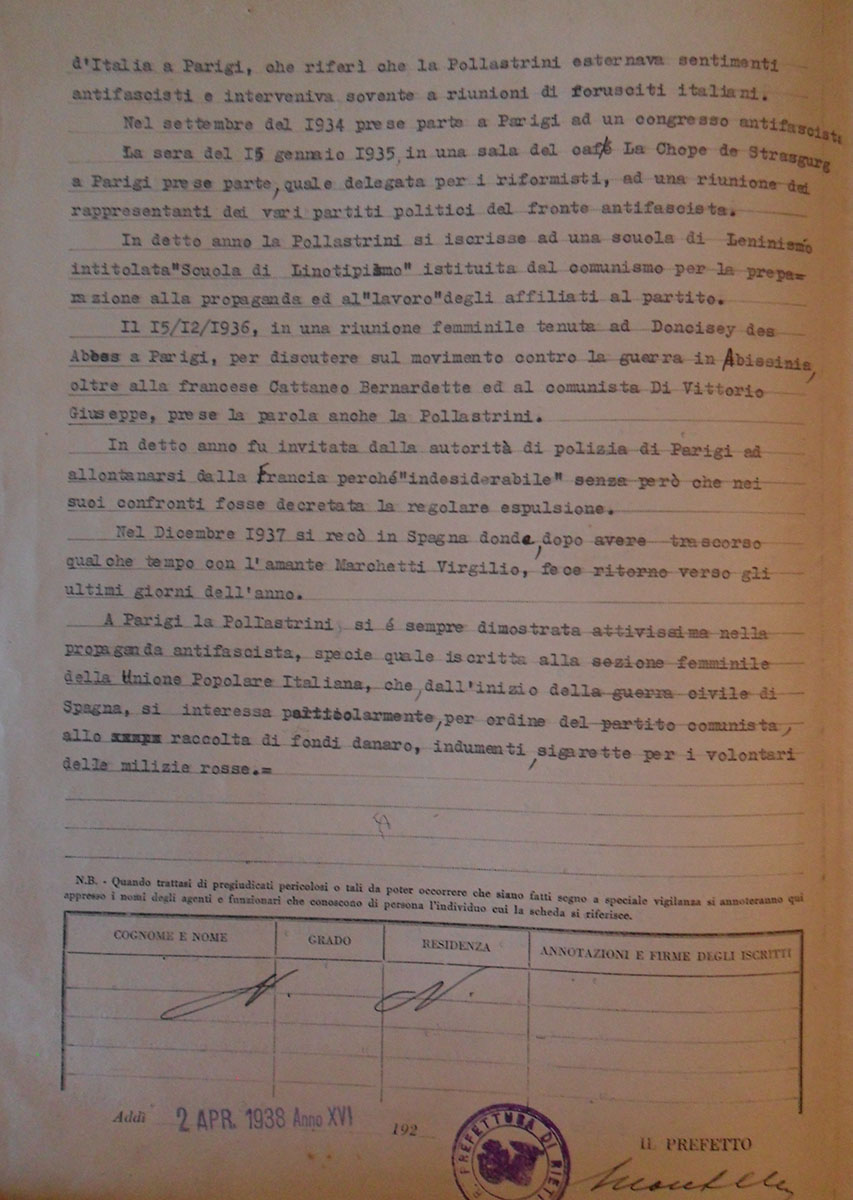 d'Italia a Parigi, che riferì che la Pollastrini esternava sentimenti
antifascisti e interveniva sovente a riunioni di forusciti italiani.
Nel settembre del I934 prese parte a Parigi ad un congresso antifascista
La sera del I5 gennaio I935, in una sala del cafè La Chope de Strasgurg
a Parigi prese parte, quale delegata per i riformisti, ad una riunione dei
rappresentanti dei vari partiti politici del fronte antifascista.
In detto anno la Pollastrini si iscrisse ad una scuola di Leninismo
intitolata "Scuola di Linotipismo" istituita dal comunismo per la prepa=
razione alla propaganda ed al "lavoro" degli affiliati al partito.
Il I5/I2/I936, in una riunione femminile tenuta ad Doncisey des
Abbess a Parigi, per discutere sul movimento contro la guerra in Abissinia,
oltre alla francese Cattaneo Bernardette ed al comunista Di Vittorio
Giuseppe, prese la parola anche la Pollastrini.
In detto anno fu invitata dalla autorità di polizia di Parigi ad
allontanarsi dalla Francia perché "indesiderabile" senza però che nei
suoi confronti fosse decretata la regolare espulsione.
Nel Dicembre I937 si recò in Spagna donde, dopo avere trascorso
qualche tempo con l'amante Marchetti Virgilio, fece ritorno verso gli
ultimi giorni dell'anno.
A Parigi la Pollastrini si é sempre dimostrata attivissima nella
propaganda antifascista, specie quale iscritta alla sezione femminile
della Unione Popolare Italiana, che, dall'inizio della guerra civile di
Spagna, si interessa particolarmente, per ordine del partito comunista,
allo xxxxx raccolta di fondi danaro, indumenti, sigarette per i volontari
delle milizie rosse.=
N.B. - Quando trattasi di pregiudicati pericolosi o tali da poter occorrere che siano fatti segno a speciale vigilanza si annoteranno qui
appresso i nomi degli agenti e funzionari che conoscono di persona l'individuo cui la scheda si riferisce.
COGNOME E NOME GRADO RESIDENZA ANNOTAZIONI E FIRME DEGLI ISCRITTI
N. N.
Addì 2 APR. 1938 Anno XVI 192
R. PREFETTURA DI RIETI
IL PREFETTO